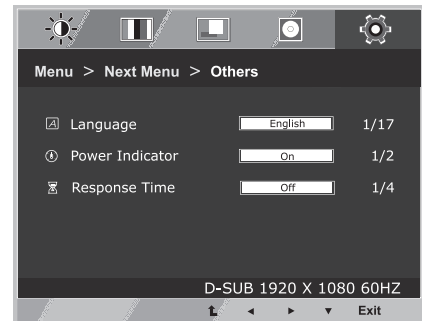 Menu > Next Menu > Others
A Language English 1/17
Power Indicator On 1/2
Response Time Off 1/4
D-SUB 1920 X 1080 60HZ
Exit